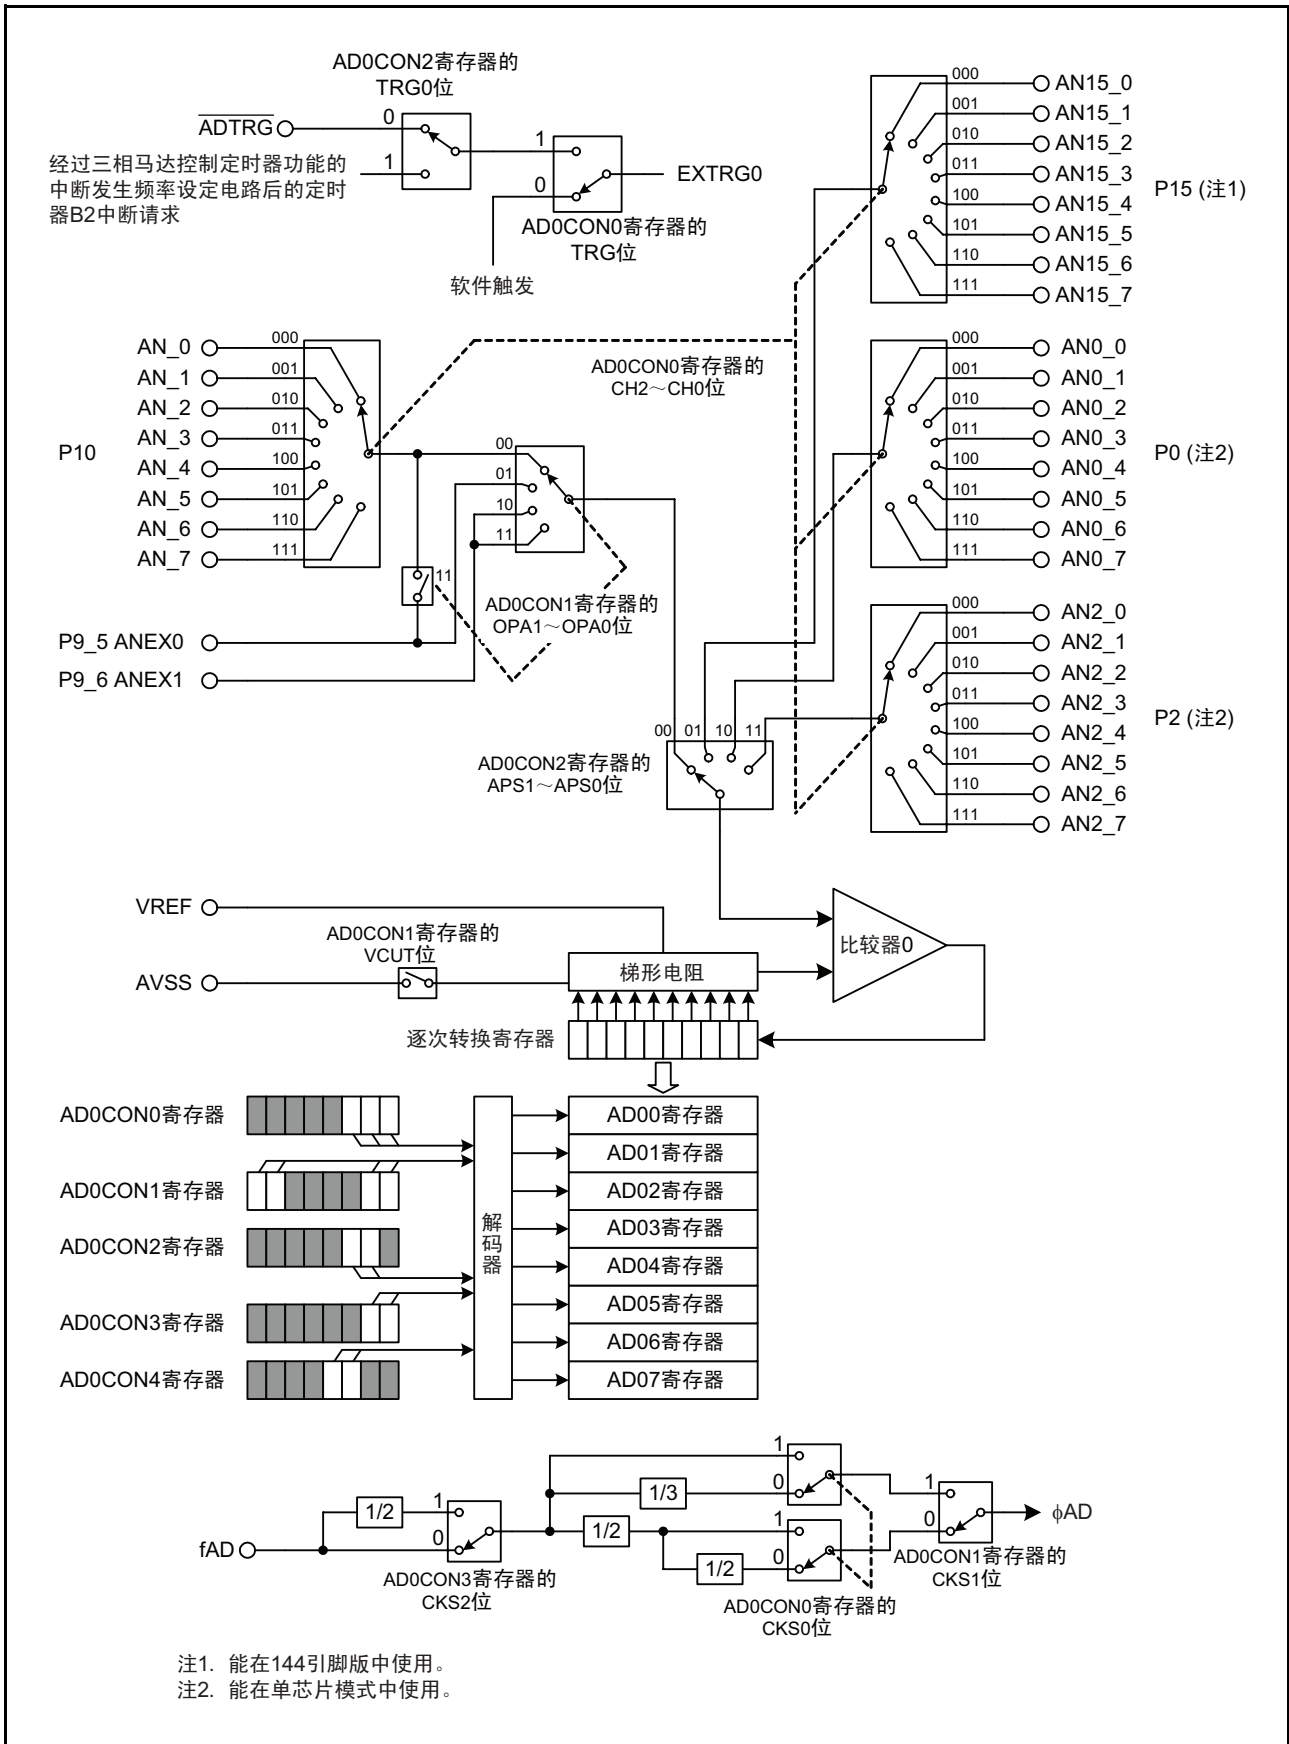 AD0CON2寄存器的
TRG0位
ADTRG
0
1
经过三相马达控制定时器功能的
中断发生频率设定电路后的定时
器B2中断请求
1
0
EXTRG0
AD0CON0寄存器的
TRG位
软件触发
000
AN15_0
001
AN15_1
010
AN15_2
011
AN15_3
100
AN15_4
101
AN15_5
110
AN15_6
111
AN15_7
P15 (注1)
AN_0
000
AN_1
001
AN_2
010
AN_3
011
AN_4
100
AN_5
101
AN_6
110
AN_7
111
P10
AD0CON0寄存器的
CH2～CH0位
000
AN0_0
001
AN0_1
010
AN0_2
011
AN0_3
100
AN0_4
101
AN0_5
110
AN0_6
111
AN0_7
P0 (注2)
00
01
10
11
11
AD0CON1寄存器的
OPA1～OPA0位
P9_5 ANEX0
P9_6 ANEX1
000
AN2_0
001
AN2_1
010
AN2_2
011
AN2_3
100
AN2_4
101
AN2_5
110
AN2_6
111
AN2_7
P2 (注2)
00 01 10 11
AD0CON2寄存器的
APS1～APS0位
VREF
AD0CON1寄存器的
VCUT位
AVSS
梯形电阻
比较器0
逐次转换寄存器
AD0CON0寄存器
AD0CON1寄存器
AD0CON2寄存器
AD0CON3寄存器
AD0CON4寄存器
解码器
AD00寄存器
AD01寄存器
AD02寄存器
AD03寄存器
AD04寄存器
AD05寄存器
AD06寄存器
AD07寄存器
fAD
1/2
1
0
AD0CON3寄存器的
CKS2位
1/3
1
0
1/2
1/2
1
0
AD0CON0寄存器的
CKS0位
1
0
ϕAD
AD0CON1寄存器的
CKS1位
注1. 能在144引脚版中使用。
注2. 能在单芯片模式中使用。